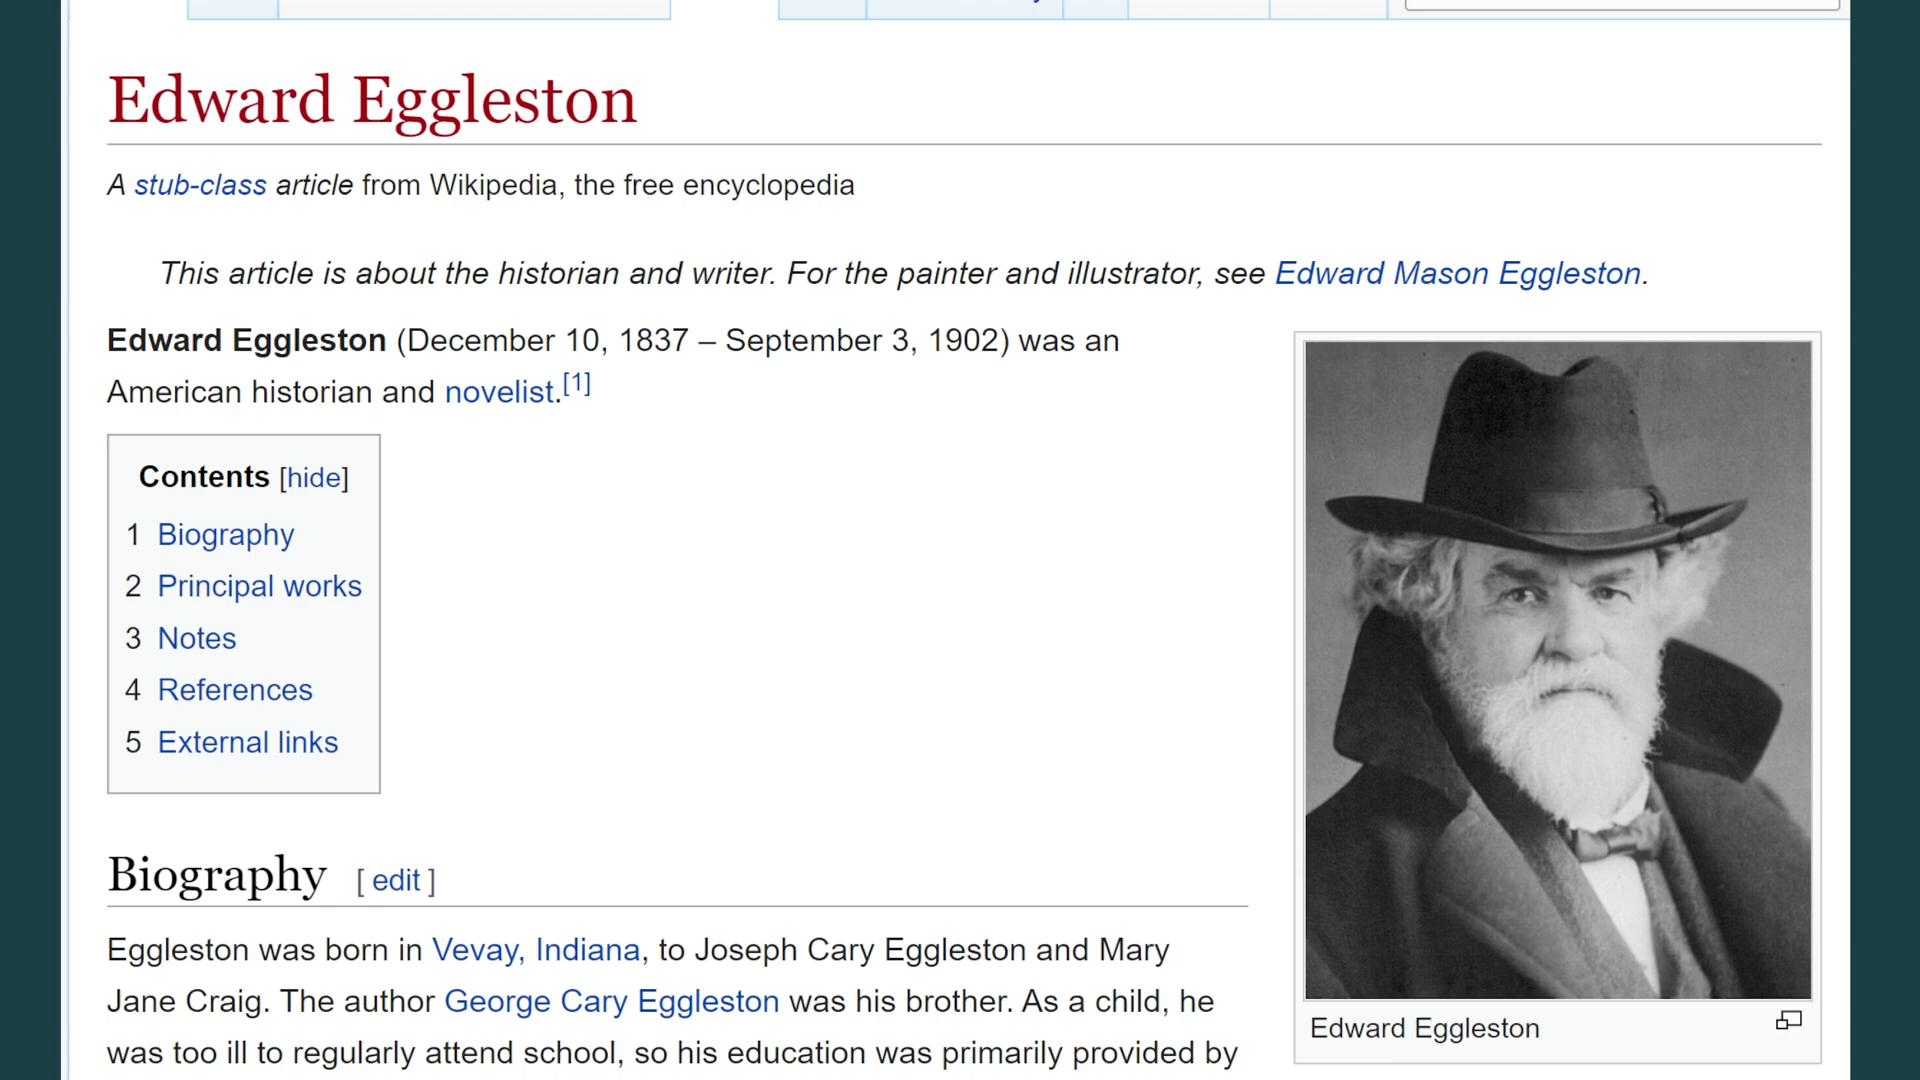 Edward Eggleston
A stub-class article from Wikipedia, the free encyclopedia
This article is about the historian and writer. For the painter and illustrator, see Edward Mason Eggleston.
Edward Eggleston (December 10, 1837 – September 3, 1902) was an
American historian and novelist.[1]
Contents [hide]
1 Biography
2 Principal works
3 Notes
4 References
5 External links
Edward Eggleston
Biography [ edit ]
Eggleston was born in Vevay, Indiana, to Joseph Cary Eggleston and Mary
Jane Craig. The author George Cary Eggleston was his brother. As a child, he
was too ill to regularly attend school, so his education was primarily provided by